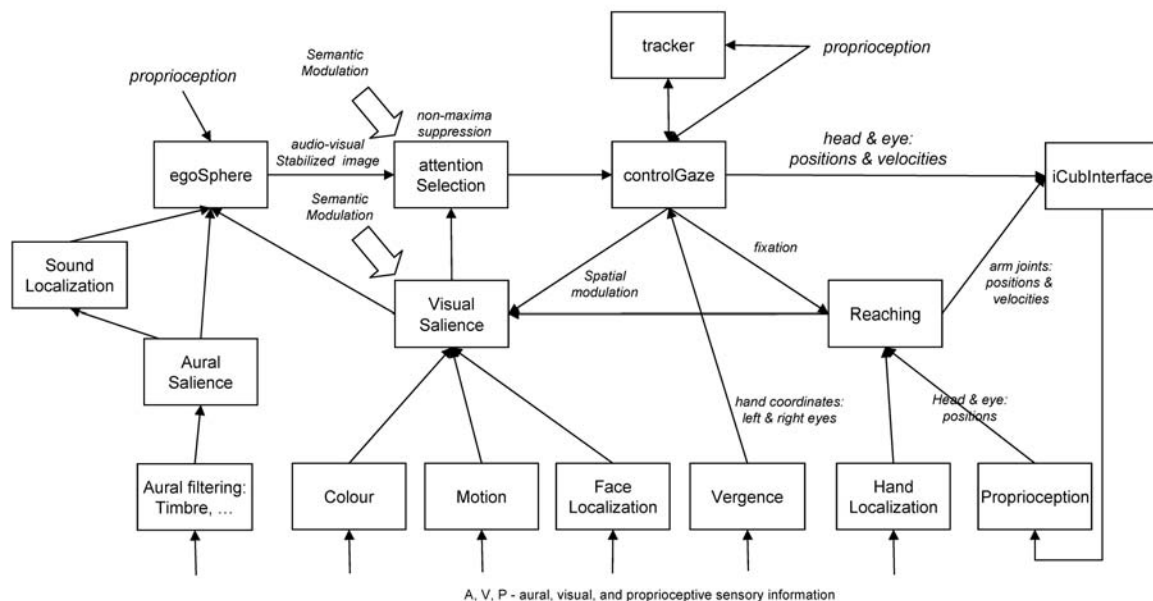 tracker
proprioception
Semantic
Modulation
proprioception
non-maxima
suppression
audio-visual
Stabilized image
head & eye:
positions & velocities
egoSphere
attention
Selection
controlGaze
iCubInterface
Semantic
Modulation
Sound
Localization
fixation
Spatial
modulation
arm joints:
positions &
velocities
Visual
Salience
Reaching
Aural
Salience
hand coordinates:
left & right eyes
Head & eye:
positions
Aural filtering:
Timbre, ...
Colour
Motion
Face
Localization
Vergence
Hand
Localization
Proprioception
A, V, P - aural, visual, and proprioceptive sensory information